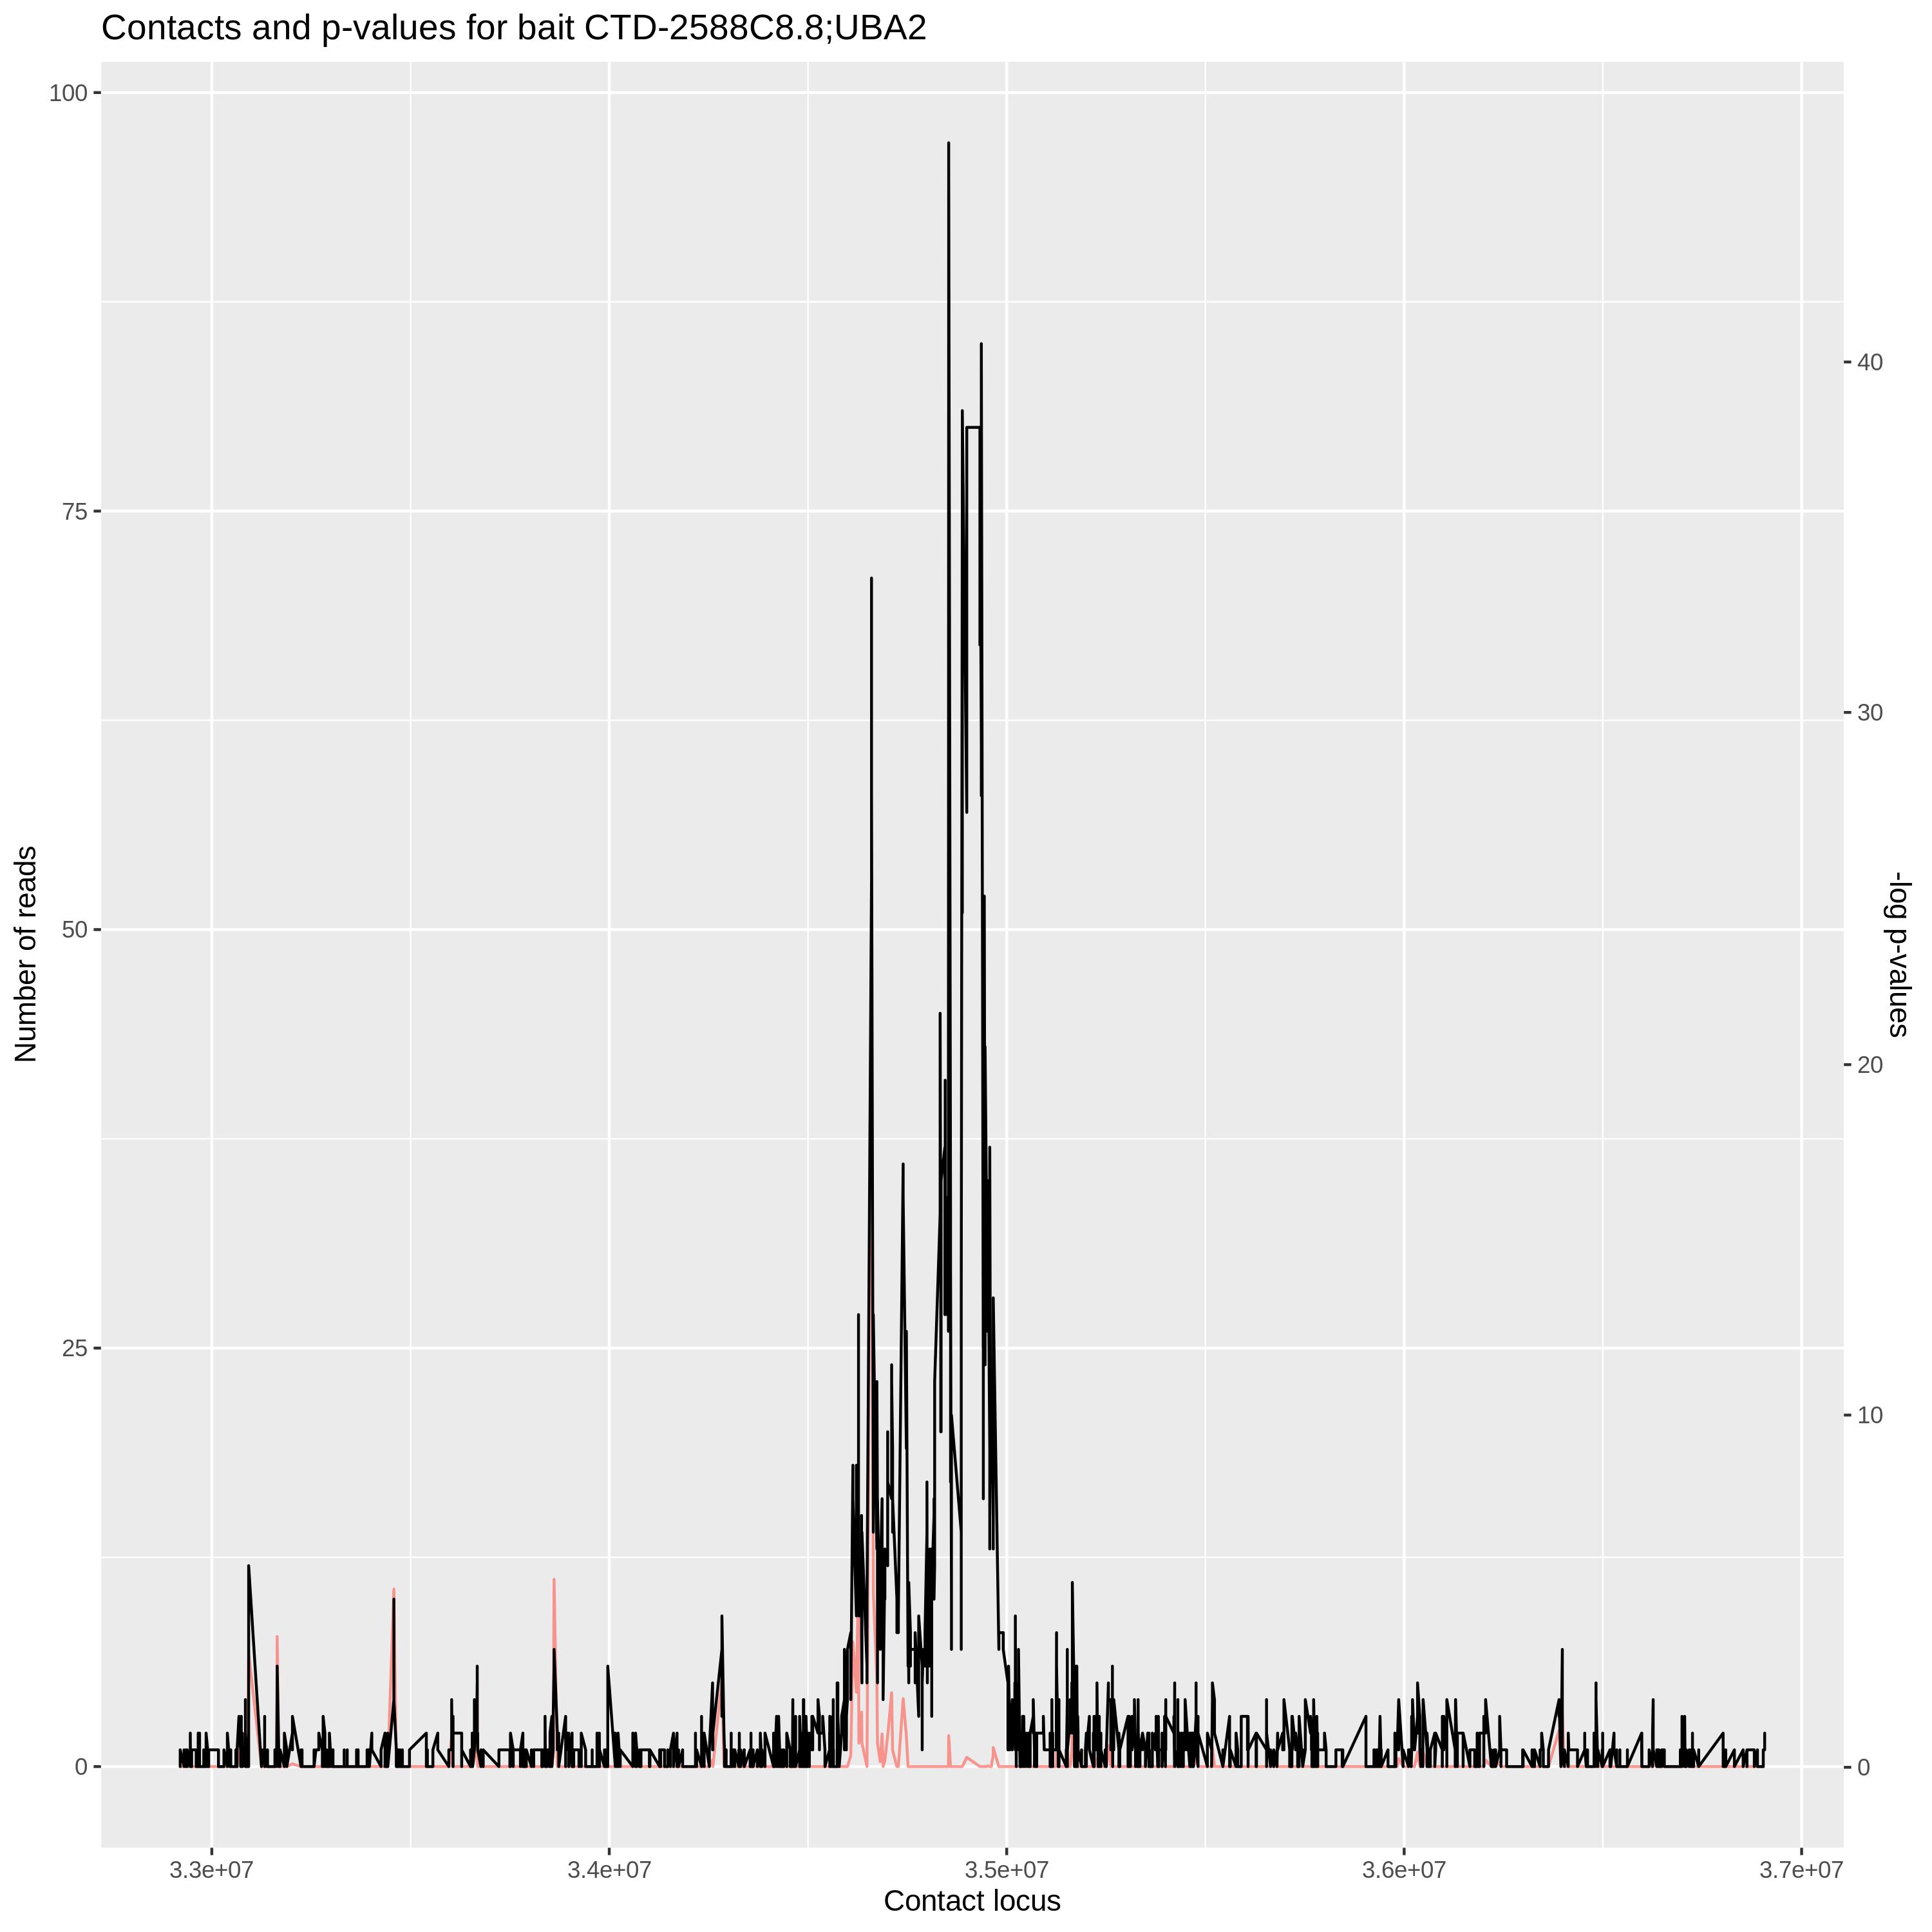 Contacts and p-values for bait CTD-2588C8.8;UBA2
100
75
50
25
0
Number of reads
40
30
20
10
0
-log p-values
3.3e+07
3.4e+07
3.5e+07
3.6e+07
3.7e+07
Contact locus